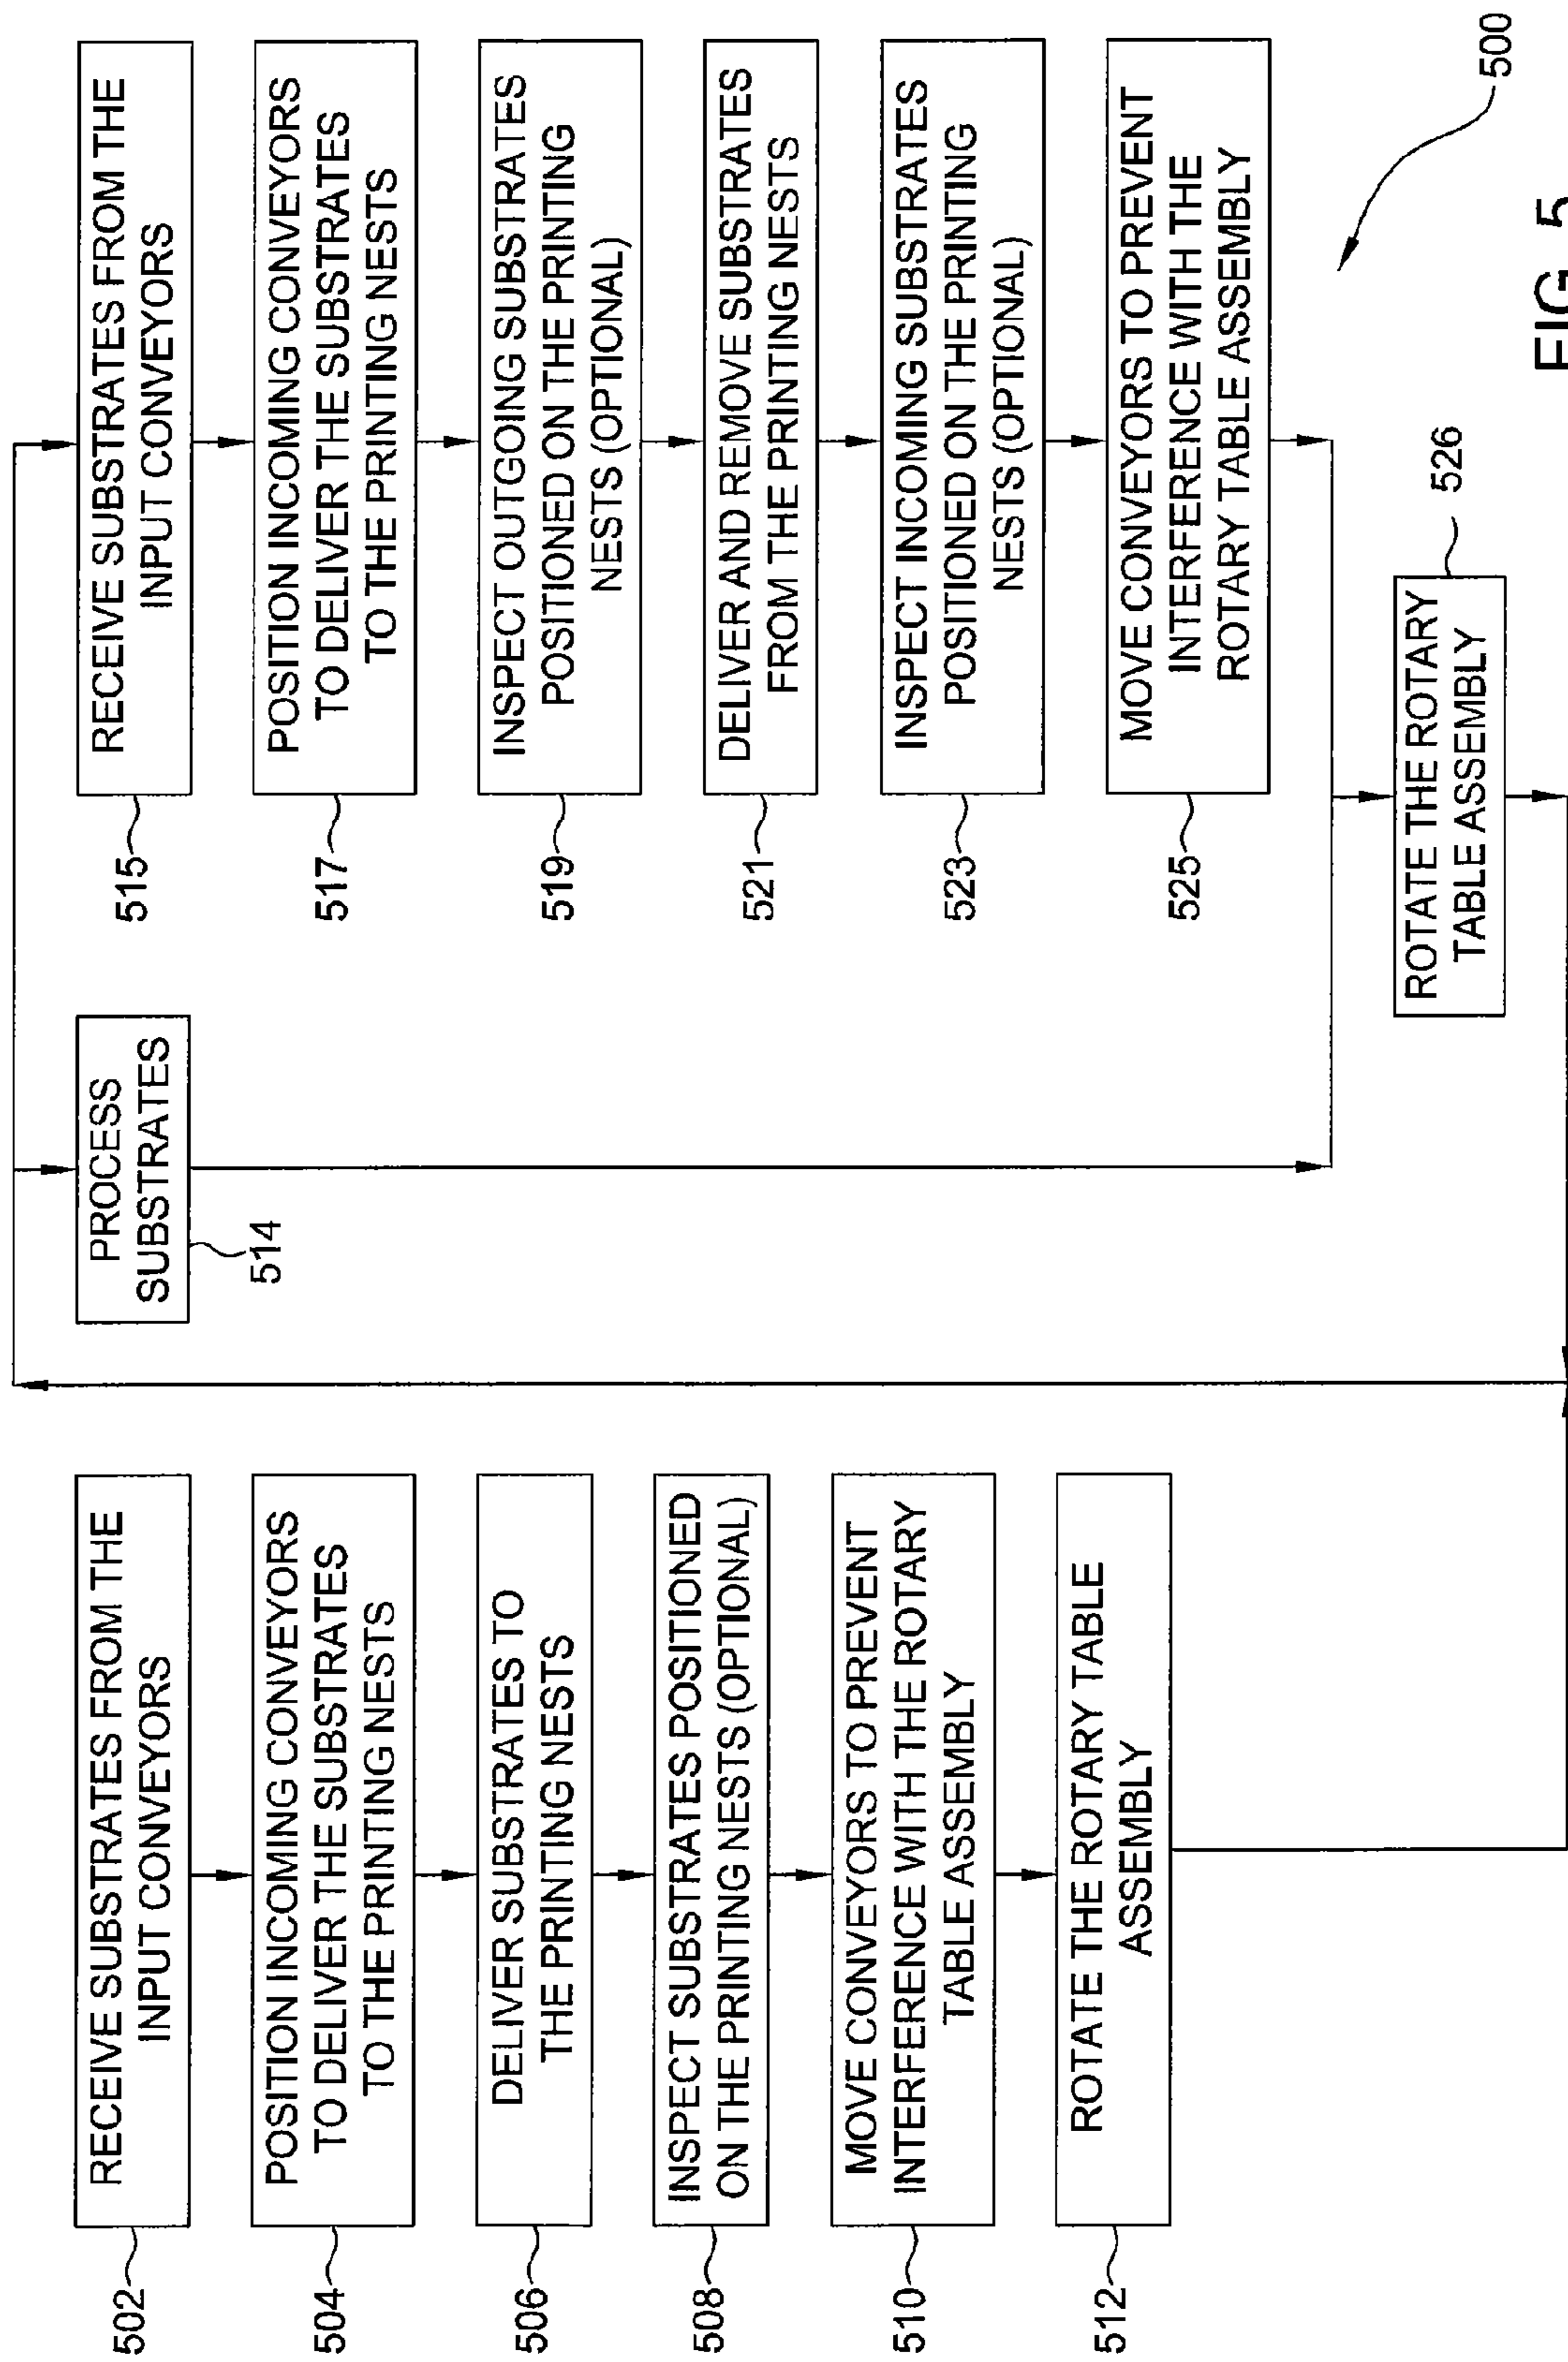 502
RECEIVE SUBSTRATES FROM THE
INPUT CONVEYORS
504
POSITION INCOMING CONVEYORS
TO DELIVER THE SUBSTRATES
TO THE PRINTING NESTS
506
DELIVER SUBSTRATES TO
THE PRINTING NESTS
508
INSPECT SUBSTRATES POSITIONED
ON THE PRINTING NESTS (OPTIONAL)
510
MOVE CONVEYORS TO PREVENT
INTERFERENCE WITH THE ROTARY
TABLE ASSEMBLY
512
ROTATE THE ROTARY TABLE
ASSEMBLY
PROCESS
SUBSTRATES
514
515
RECEIVE SUBSTRATES FROM THE
INPUT CONVEYORS
517
POSITION INCOMING CONVEYORS
TO DELIVER THE SUBSTRATES
TO THE PRINTING NESTS
519
INSPECT OUTGOING SUBSTRATES
POSITIONED ON THE PRINTING
NESTS (OPTIONAL)
521
DELIVER AND REMOVE SUBSTRATES
FROM THE PRINTING NESTS
523
INSPECT INCOMING SUBSTRATES
POSITIONED ON THE PRINTING
NESTS (OPTIONAL)
525
MOVE CONVEYORS TO PREVENT
INTERFERENCE WITH THE
ROTARY TABLE ASSEMBLY
ROTATE THE ROTARY
TABLE ASSEMBLY
526
500
FIG. 5